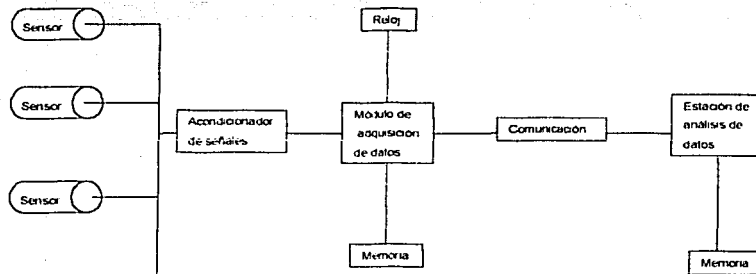 Sensor
Reloj
Sensor
Acondicionador
de señales
Módulo de
adquisición
de datos
Comunicación
Estación de
análisis de
datos
Sensor
Memoria
Memoria